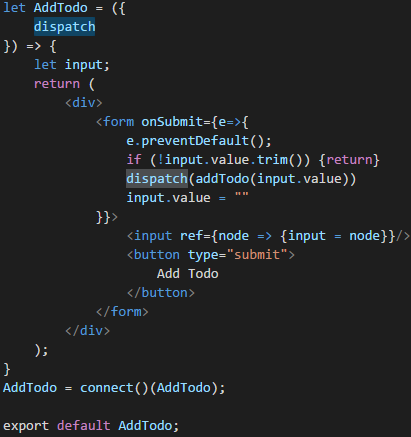 let AddTodo = ({
    dispatch
}) => {
    let input;
    return (
        <div>
            <form onSubmit={e=>{
                e.preventDefault();
                if (!input.value.trim()) {return}
                dispatch(addTodo(input.value))
                input.value = ""
            }}>
                <input ref={node => {input = node}}/>
                <button type="submit">
                    Add Todo
                </button>
            </form>
        </div>
    );
}
AddTodo = connect()(AddTodo);

export default AddTodo;